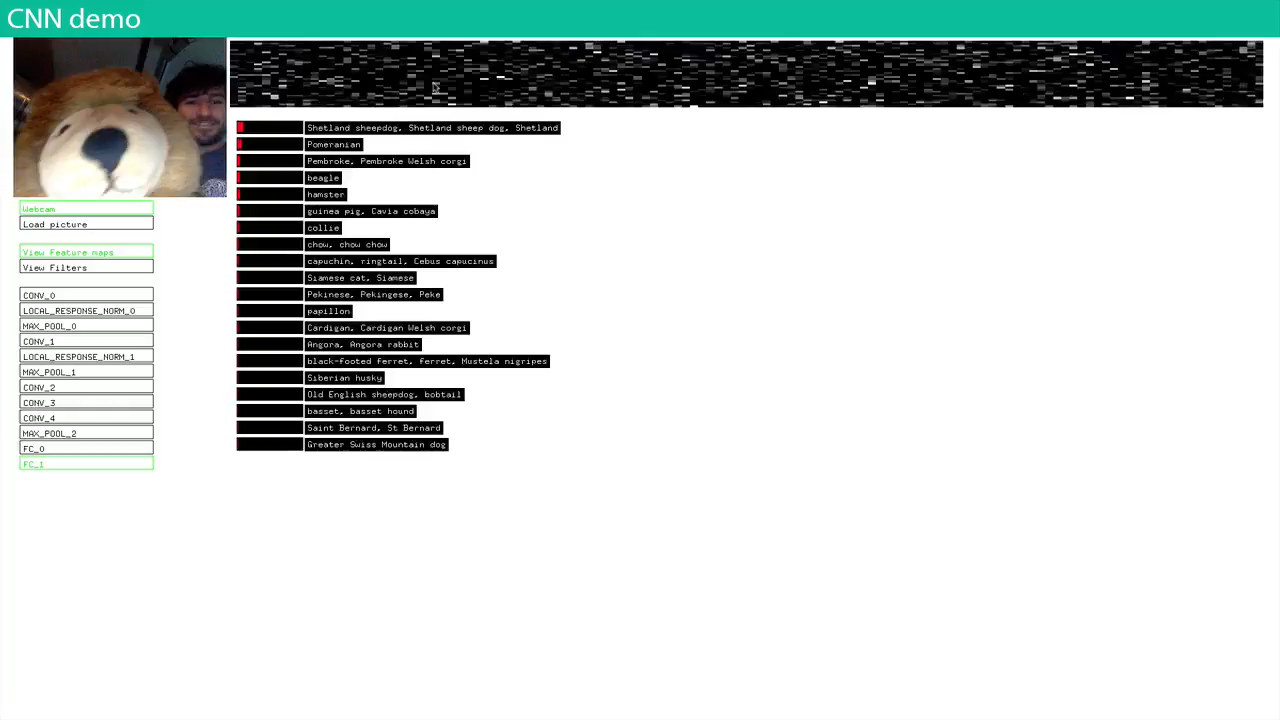 CNN demo
Shetland sheepdog, Shetland sheep dog, Shetland
Pomeranian
Pembroke, Pembroke Welsh corgi
beagle
hamster
guinea pig, Cavia cobaya
collie
chow, chow chow
capuchin, ringtail, Cebus capucinus
Siamese cat, Siamese
Pekinese, Pekingese, Peke
papillon
Cardigan, Cardigan Welsh corgi
Angora, Angora rabbit
black-footed ferret, ferret, Mustela nigripes
Siberian husky
Old English sheepdog, bobtail
basset, basset hound
Saint Bernard, St Bernard
Greater Swiss Mountain dog
Webcam
Load picture
View Feature maps
View Filters
CONV_0
LOCAL_RESPONSE_NORM_0
MAX_POOL_0
CONV_1
LOCAL_RESPONSE_NORM_1
MAX_POOL_1
CONV_2
CONV_3
CONV_4
MAX_POOL_2
FC_0
FC_1